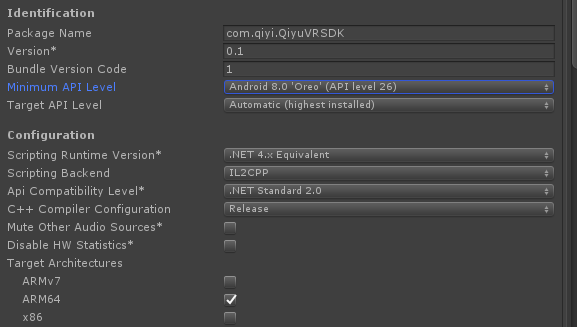 Identification
Package Name com.qiyi.QiyuVRSDK
Version* 0.1
Bundle Version Code 1
Minimum API Level Android 8.0 'Oreo' (API level 26)
Target API Level Automatic (highest installed)
Configuration
Scripting Runtime Version* .NET 4.x Equivalent
Scripting Backend IL2CPP
Api Compatibility Level* .NET Standard 2.0
C++ Compiler Configuration Release
Mute Other Audio Sources*
Disable HW Statistics*
Target Architectures
ARMv7
ARM64
x86